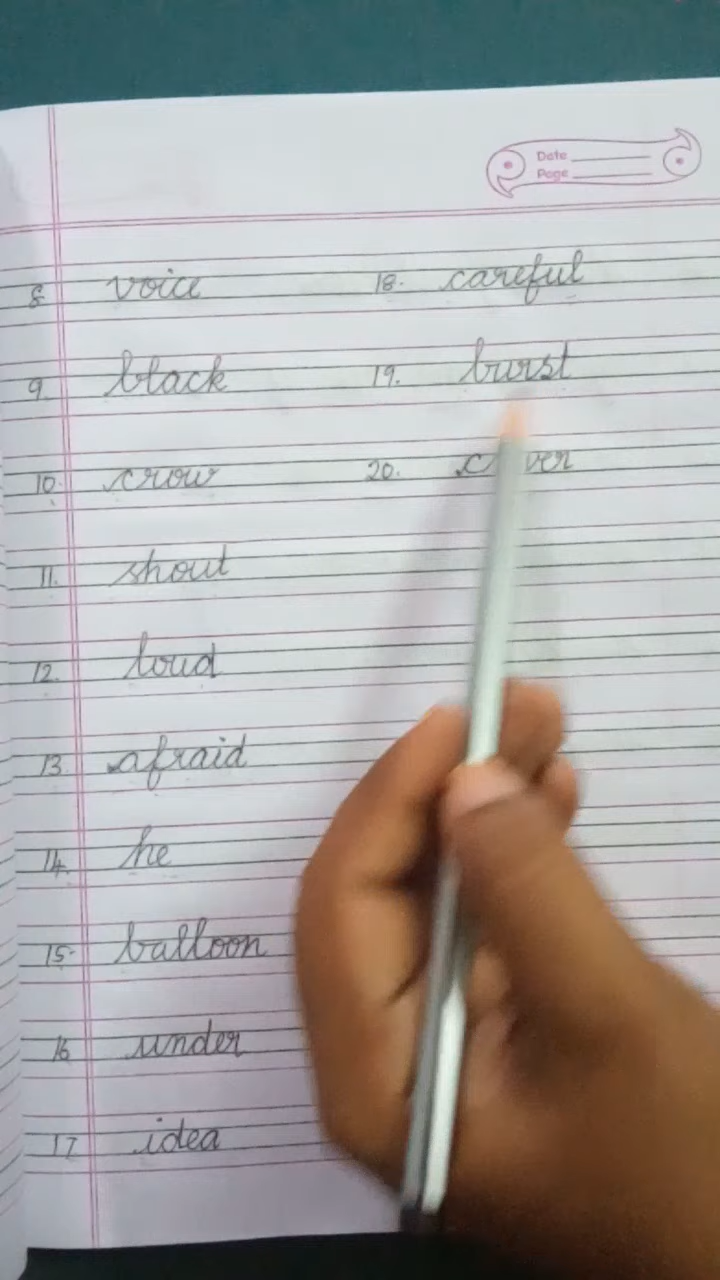 Date
Page
8. voice
9. black
10. crow
11. shout
12. loud
13. afraid
14. he
15. balloon
16 under
17 idea
18. careful
19. burst
20.